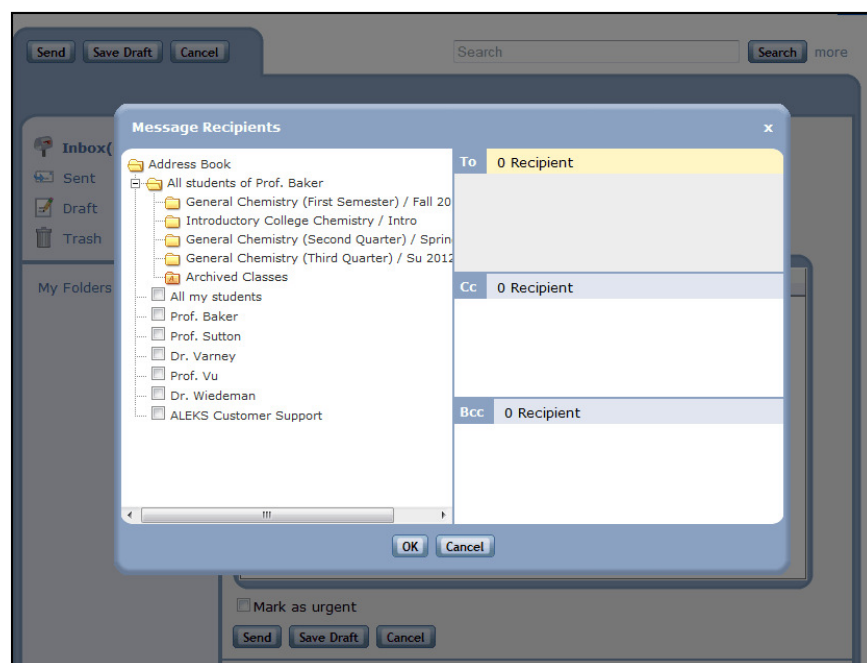 Send Save Draft Cancel Search Search more
Message Recipients x
Inbox(
Sent
Draft
Trash
My Folders
Address Book
All students of Prof. Baker
General Chemistry (First Semester) / Fall 20
Introductory College Chemistry / Intro
General Chemistry (Second Quarter) / Sprin
General Chemistry (Third Quarter) / Su 2012
Archived Classes
All my students
Prof. Baker
Prof. Sutton
Dr. Varney
Prof. Vu
Dr. Wiedeman
ALEKS Customer Support
To 0 Recipient
Cc 0 Recipient
Bcc 0 Recipient
OK Cancel
Mark as urgent
Send Save Draft Cancel